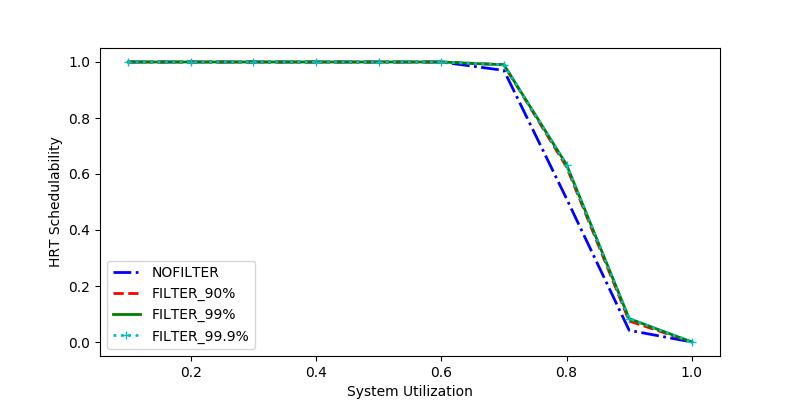 1.0
0.8
0.6
0.4
0.2
0.0
HRT Schedulability
NOFILTER
FILTER_90%
FILTER_99%
FILTER_99.9%
0.2 0.4 0.6 0.8 1.0
System Utilization